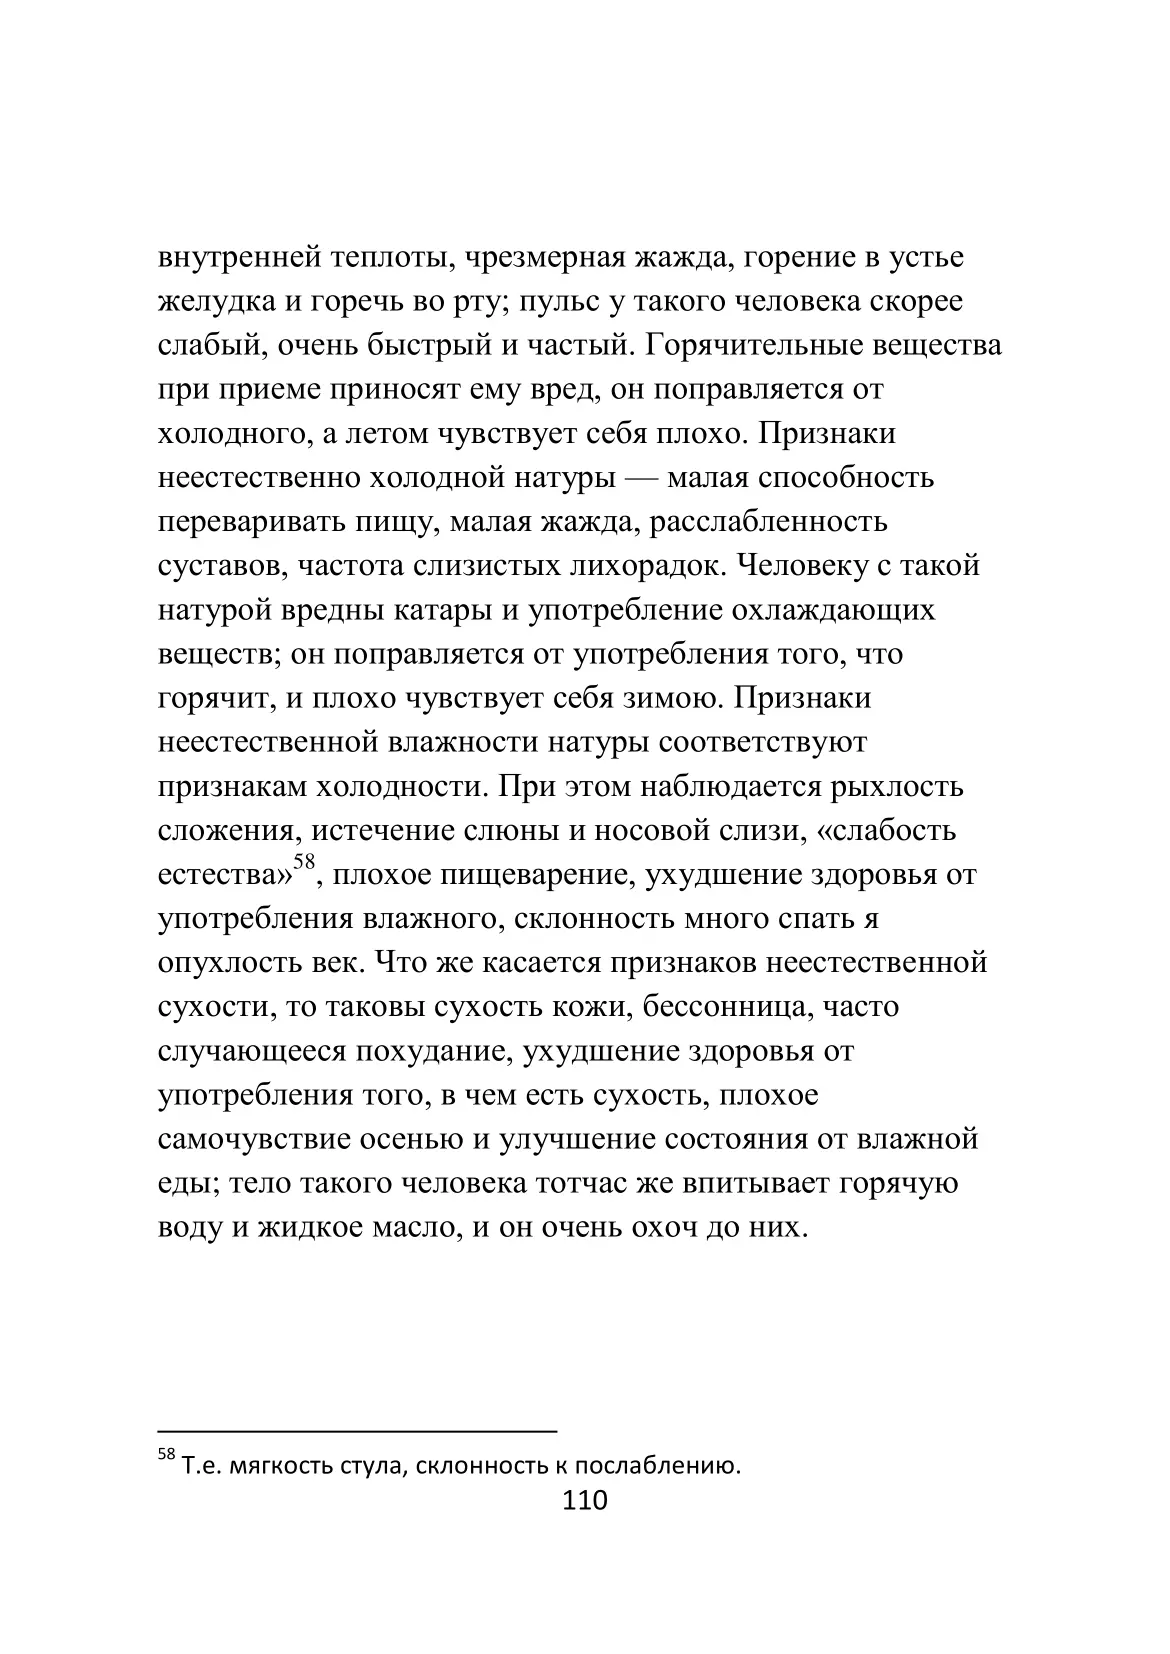 внутренней теплоты, чрезмерная жажда, горение в устье
желудка и горечь во рту; пульс у такого человека скорее
слабый, очень быстрый и частый. Горячительные вещества
при приеме приносят ему вред, он поправляется от
холодного, а летом чувствует себя плохо. Признаки
неестественно холодной натуры — малая способность
переваривать пищу, малая жажда, расслабленность
суставов, частота слизистых лихорадок. Человеку с такой
натурой вредны катары и употребление охлаждающих
веществ; он поправляется от употребления того, что
горячит, и плохо чувствует себя зимою. Признаки
неестественной влажности натуры соответствуют
признакам холодности. При этом наблюдается рыхлость
сложения, истечение слюны и носовой слизи, «слабость
естества»58, плохое пищеварение, ухудшение здоровья от
употребления влажного, склонность много спать я
опухлость век. Что же касается признаков неестественной
сухости, то таковы сухость кожи, бессонница, часто
случающееся похудание, ухудшение здоровья от
употребления того, в чем есть сухость, плохое
самочувствие осенью и улучшение состояния от влажной
еды; тело такого человека тотчас же впитывает горячую
воду и жидкое масло, и он очень охоч до них.
58 Т.е. мягкость стула, склонность к послаблению.
110